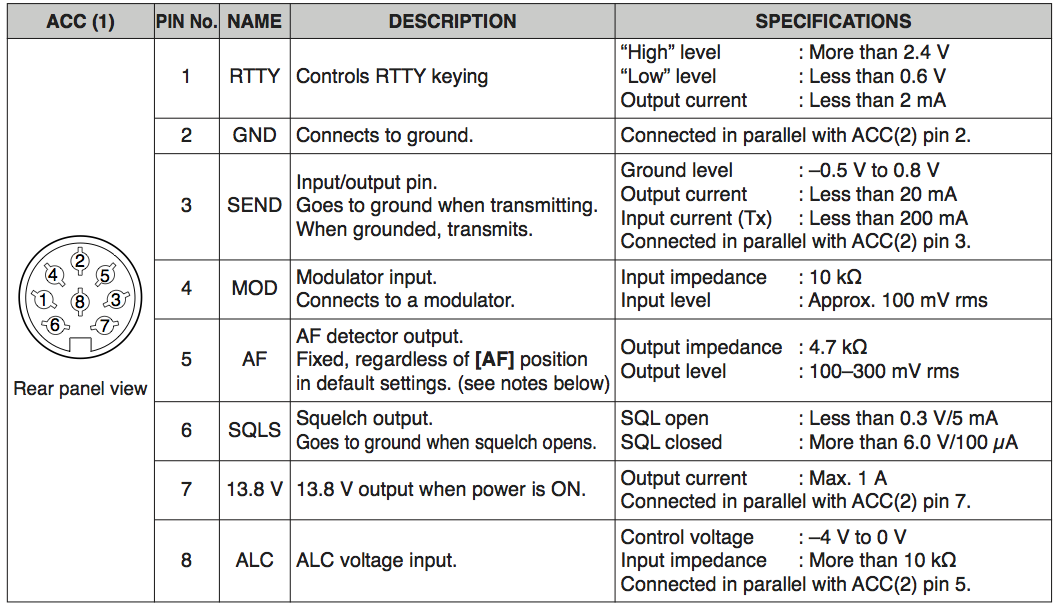 ACC (1) PIN No. NAME DESCRIPTION SPECIFICATIONS
1 RTTY Controls RTTY keying
“High” level : More than 2.4 V
“Low” level : Less than 0.6 V
Output current : Less than 2 mA
2 GND Connects to ground. Connected in parallel with ACC(2) pin 2.
3 SEND
Input/output pin.
Goes to ground when transmitting.
When grounded, transmits.
Ground level : –0.5 V to 0.8 V
Output current : Less than 20 mA
Input current (Tx) : Less than 200 mA
Connected in parallel with ACC(2) pin 3.
4 MOD
Modulator input.
Connects to a modulator.
Input impedance : 10 kΩ
Input level : Approx. 100 mV rms
5 AF
AF detector output.
Fixed, regardless of [AF] position
in default settings. (see notes below)
Output impedance : 4.7 kΩ
Output level : 100–300 mV rms
6 SQLS
Squelch output.
Goes to ground when squelch opens.
SQL open : Less than 0.3 V/5 mA
SQL closed : More than 6.0 V/100 μA
7 13.8 V 13.8 V output when power is ON.
Output current : Max. 1 A
Connected in parallel with ACC(2) pin 7.
8 ALC ALC voltage input.
Control voltage : –4 V to 0 V
Input impedance : More than 10 kΩ
Connected in parallel with ACC(2) pin 5.
2
4 5
1 8 3
6 7
Rear panel view